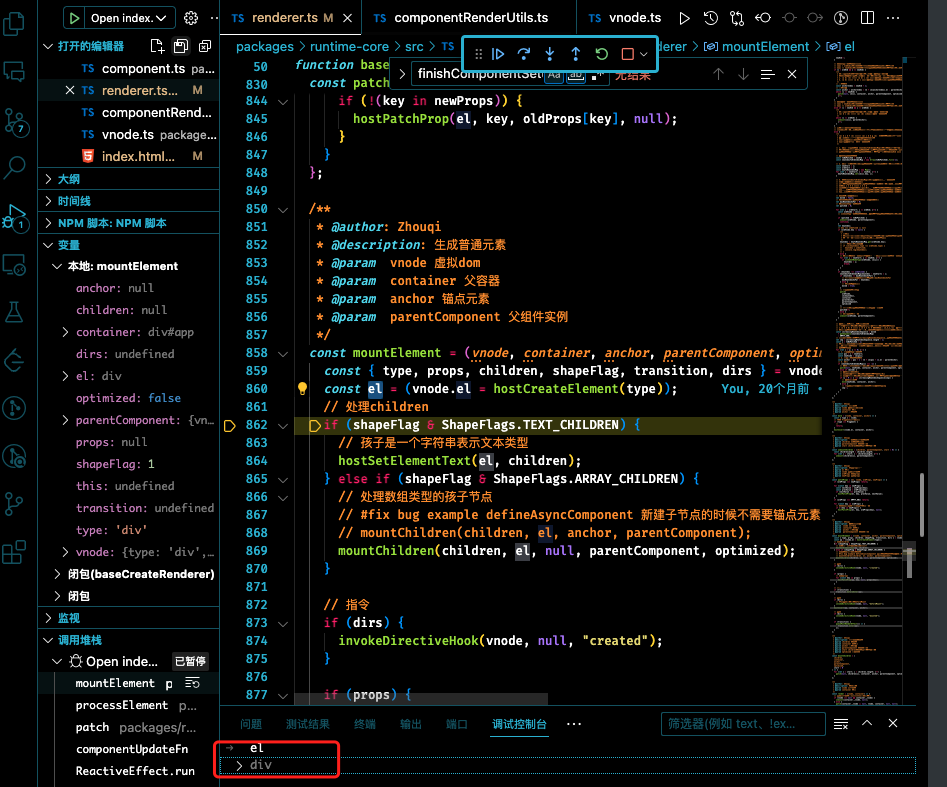 Open index.
TS renderer.ts M
TS componentRenderUtils.ts
TS vnode.ts
打开的编辑器
TS component.ts pa...
TS renderer.ts... M
TS componentRend...
TS vnode.ts package...
index.html... M
大纲
时间线
NPM 脚本: NPM 脚本
变量
本地: mountElement
anchor: null
children: null
container: div#app
dirs: undefined
el: div
optimized: false
parentComponent: {vn...
props: null
shapeFlag: 1
this: undefined
transition: undefined
type: 'div'
vnode: {type: 'div',...
闭包(baseCreateRenderer)
闭包
监视
调用堆栈
Open inde... 已暂停
mountElement p
processElement p...
patch packages/r...
componentUpdateFn
ReactiveEffect.run
7
1
packages > runtime-core > src > TS
derer > mountElement > el
finishComponentSet
Aa ab
无结果
50 function base
830 const patch
844 if (!(key in newProps)) {
845 hostPatchProp(el, key, oldProps[key], null);
846 }
847 }
848 };
849
850 /**
851 * @author: Zhouqi
852 * @description: 生成普通元素
853 * @param vnode 虚拟dom
854 * @param container 父容器
855 * @param anchor 锚点元素
856 * @param parentComponent 父组件实例
857 */
858 const mountElement = (vnode, container, anchor, parentComponent, optim
859 const { type, props, children, shapeFlag, transition, dirs } = vnode
860 const el = (vnode.el = hostCreateElement(type)); You, 20个月前 •
861 // 处理children
862 if (shapeFlag & ShapeFlags.TEXT_CHILDREN) {
863 // 孩子是一个字符串表示文本类型
864 hostSetElementText(el, children);
865 } else if (shapeFlag & ShapeFlags.ARRAY_CHILDREN) {
866 // 处理数组类型的孩子节点
867 // #fix bug example defineAsyncComponent 新建子节点的时候不需要锚点元素
868 // mountChildren(children, el, anchor, parentComponent);
869 mountChildren(children, el, null, parentComponent, optimized);
870 }
871
872 // 指令
873 if (dirs) {
874 invokeDirectiveHook(vnode, null, "created");
875 }
876
877 if (props) {
问题 测试结果 终端 输出 端口 调试控制台 ···
筛选器(例如 text、!ex...
el
div